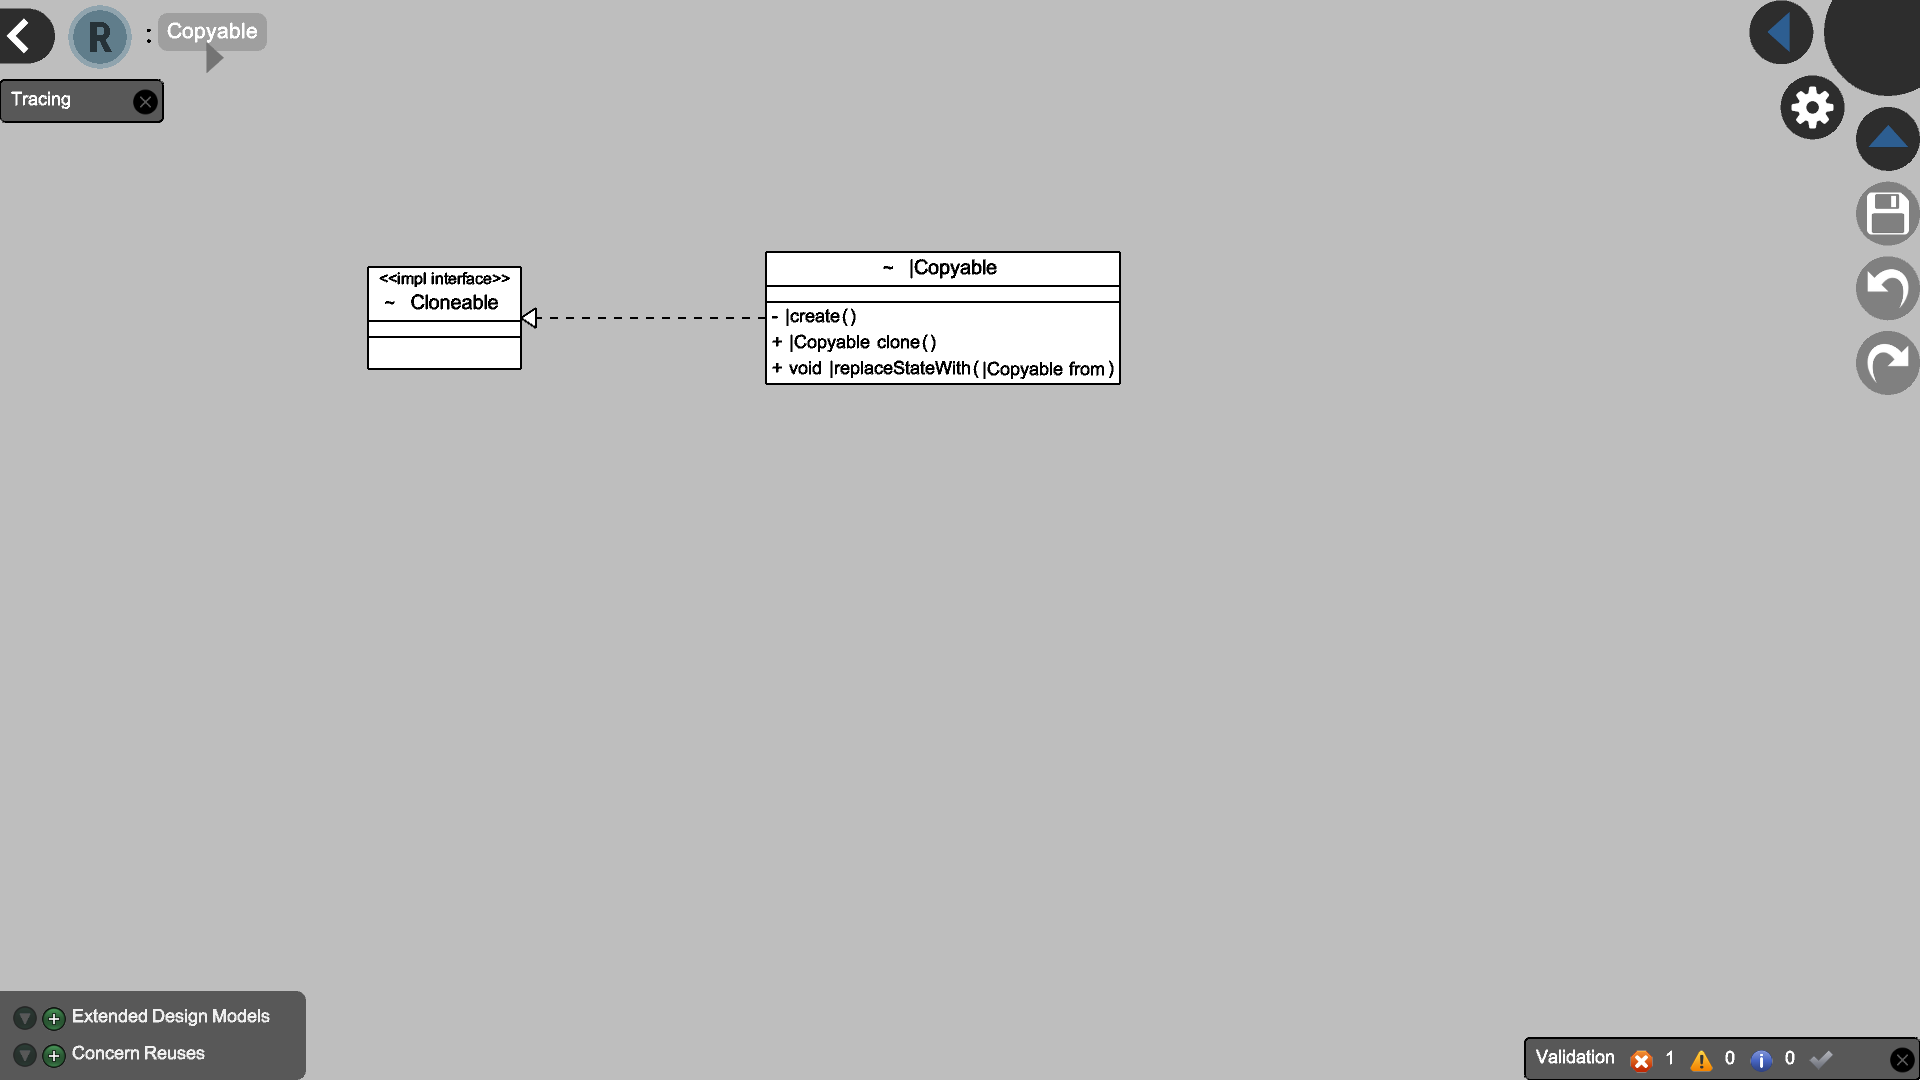 R : Copyable
Tracing
<<impl interface>>
~ Cloneable
~ |Copyable
- |create()
+ |Copyable clone()
+ void |replaceStateWith(|Copyable from)
Extended Design Models
Concern Reuses
Validation 1 0 0